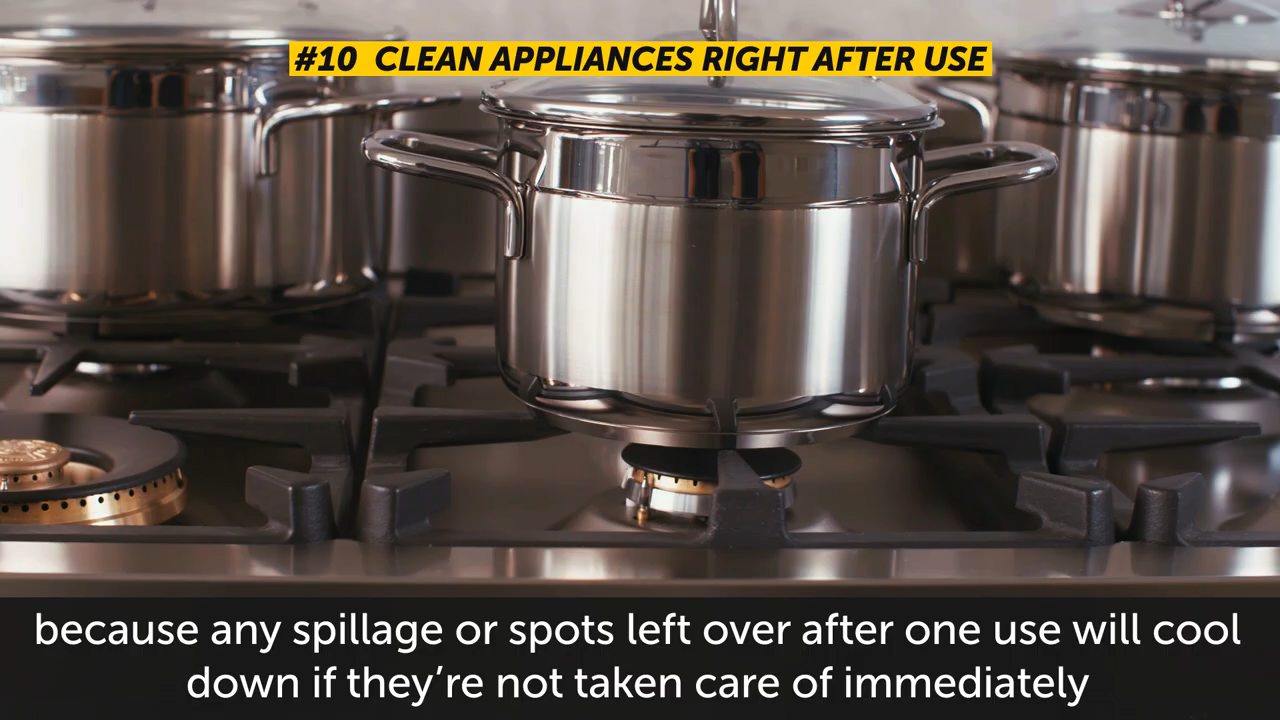 #10 CLEAN APPLIANCES RIGHT AFTER USE
because any spillage or spots left over after one use will cool
down if they’re not taken care of immediately